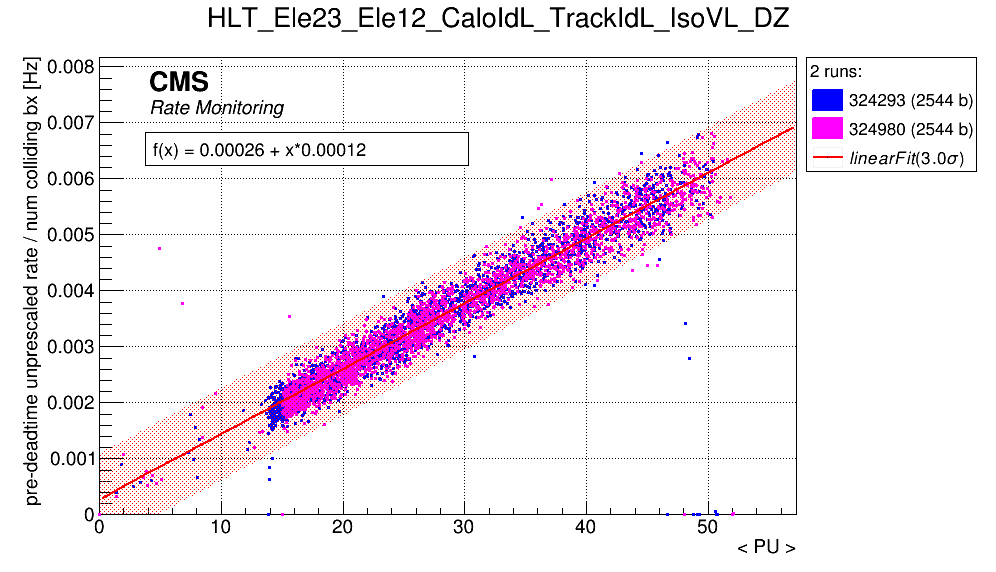 HLT_Ele23_Ele12_CaloIdL_TrackIdL_IsoVL_DZ
pre-deadtime unprescaled rate / num colliding bx [Hz]
0.008
0.007
0.006
0.005
0.004
0.003
0.002
0.001
0
CMS
Rate Monitoring
f(x) = 0.00026 + x*0.00012
0
10
20
30
40
50
< PU >
2 runs:
324293 (2544 b)
324980 (2544 b)
linearFit(3.0σ)